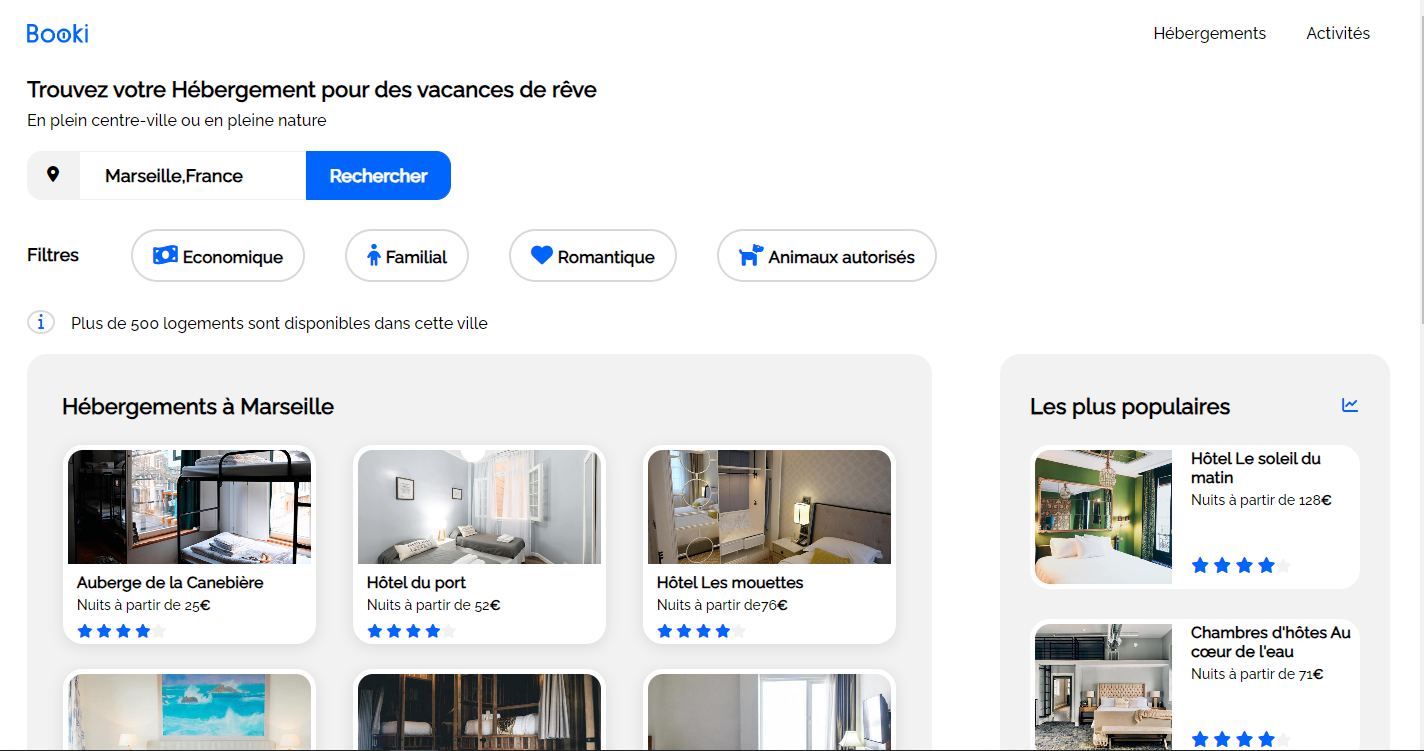 Booki
Hébergements
Activités
Trouvez votre Hébergement pour des vacances de rêve
En plein centre-ville ou en pleine nature
Marseille,France
Rechercher
Filtres
Economique
Familial
Romantique
Animaux autorisés
i
Plus de 500 logements sont disponibles dans cette ville
Hébergements à Marseille
Auberge de la Canebière
Nuits à partir de 25€
Hôtel du port
Nuits à partir de 52€
Hôtel Les mouettes
Nuits à partir de76€
Les plus populaires
Hôtel Le soleil du
matin
Nuits à partir de 128€
Chambres d'hôtes Au
cœur de l'eau
Nuits à partir de 71€